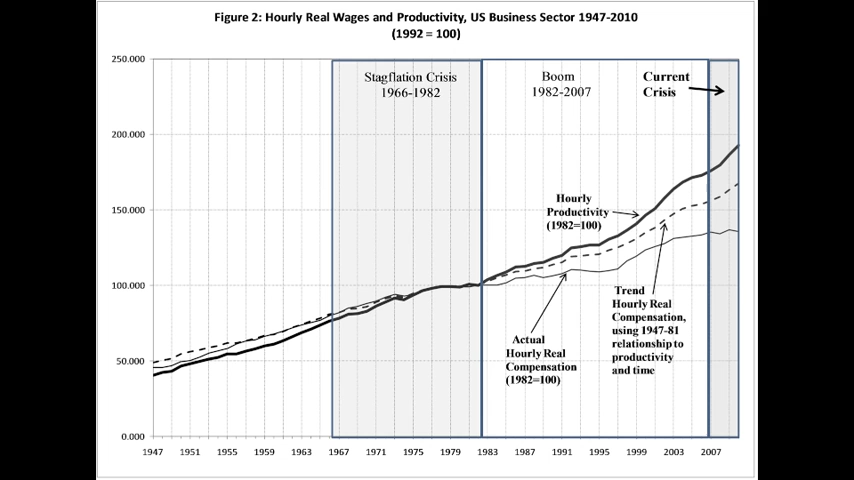 Figure 2: Hourly Real Wages and Productivity, US Business Sector 1947-2010
(1992 = 100)
250.000
200.000
150.000
100.000
50.000
0.000
Stagflation Crisis
1966-1982
Boom
1982-2007
Current
Crisis
Hourly
Productivity
(1982=100)
Actual
Hourly Real
Compensation
(1982=100)
Trend
Hourly Real
Compensation,
using 1947-81
relationship to
productivity
and time
1947 1951 1955 1959 1963 1967 1971 1975 1979 1983 1987 1991 1995 1999 2003 2007